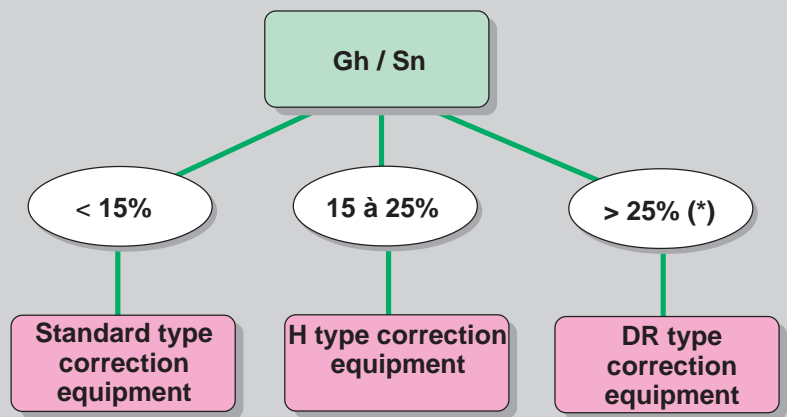 Gh / Sn
< 15%
15 à 25%
> 25% (*)
Standard type
correction
equipment
H type correction
equipment
DR type
correction
equipment